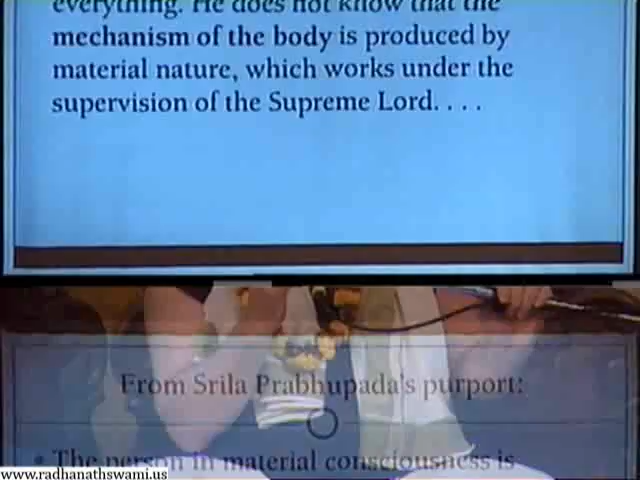 everything. He does not know that the
mechanism of the body is produced by
material nature, which works under the
supervision of the Supreme Lord. . . .
From Srila Prabhupada's purport:
• The person in material consciousness is
www.radhanathswami.us